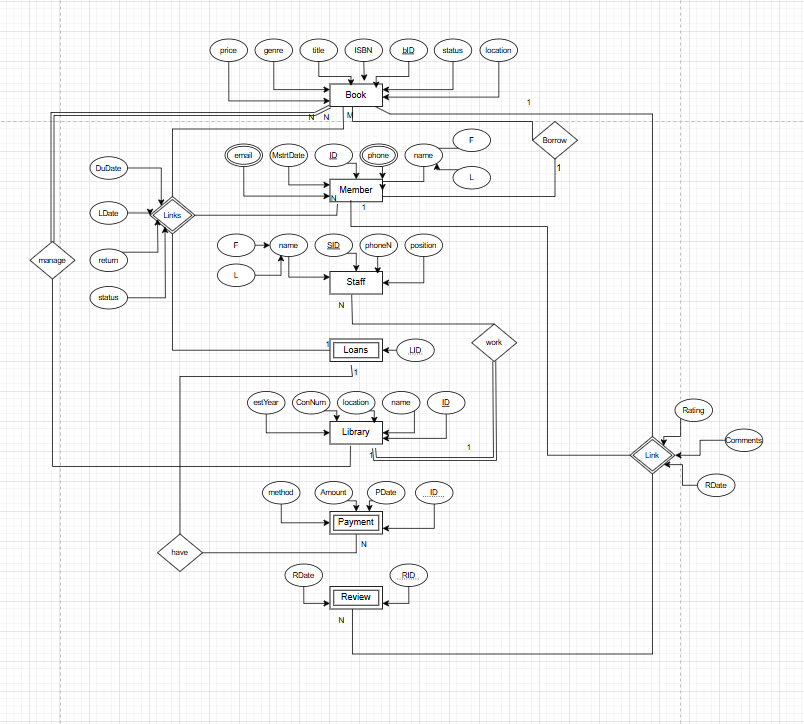 price
genre
title
ISBN
bID
status
location
Book
1
N
N
M
Borrow
1
email
MstrtDate
ID
phone
name
F
L
Member
N
1
DuDate
LDate
Links
return
status
manage
F
L
name
SID
phoneN
position
Staff
N
work
1
Loans
LID
1
estYear
ConNum
location
name
ID
Library
1
1
Rating
Comments
Link
RDate
method
Amount
PDate
ID
Payment
N
have
RDate
RID
Review
N